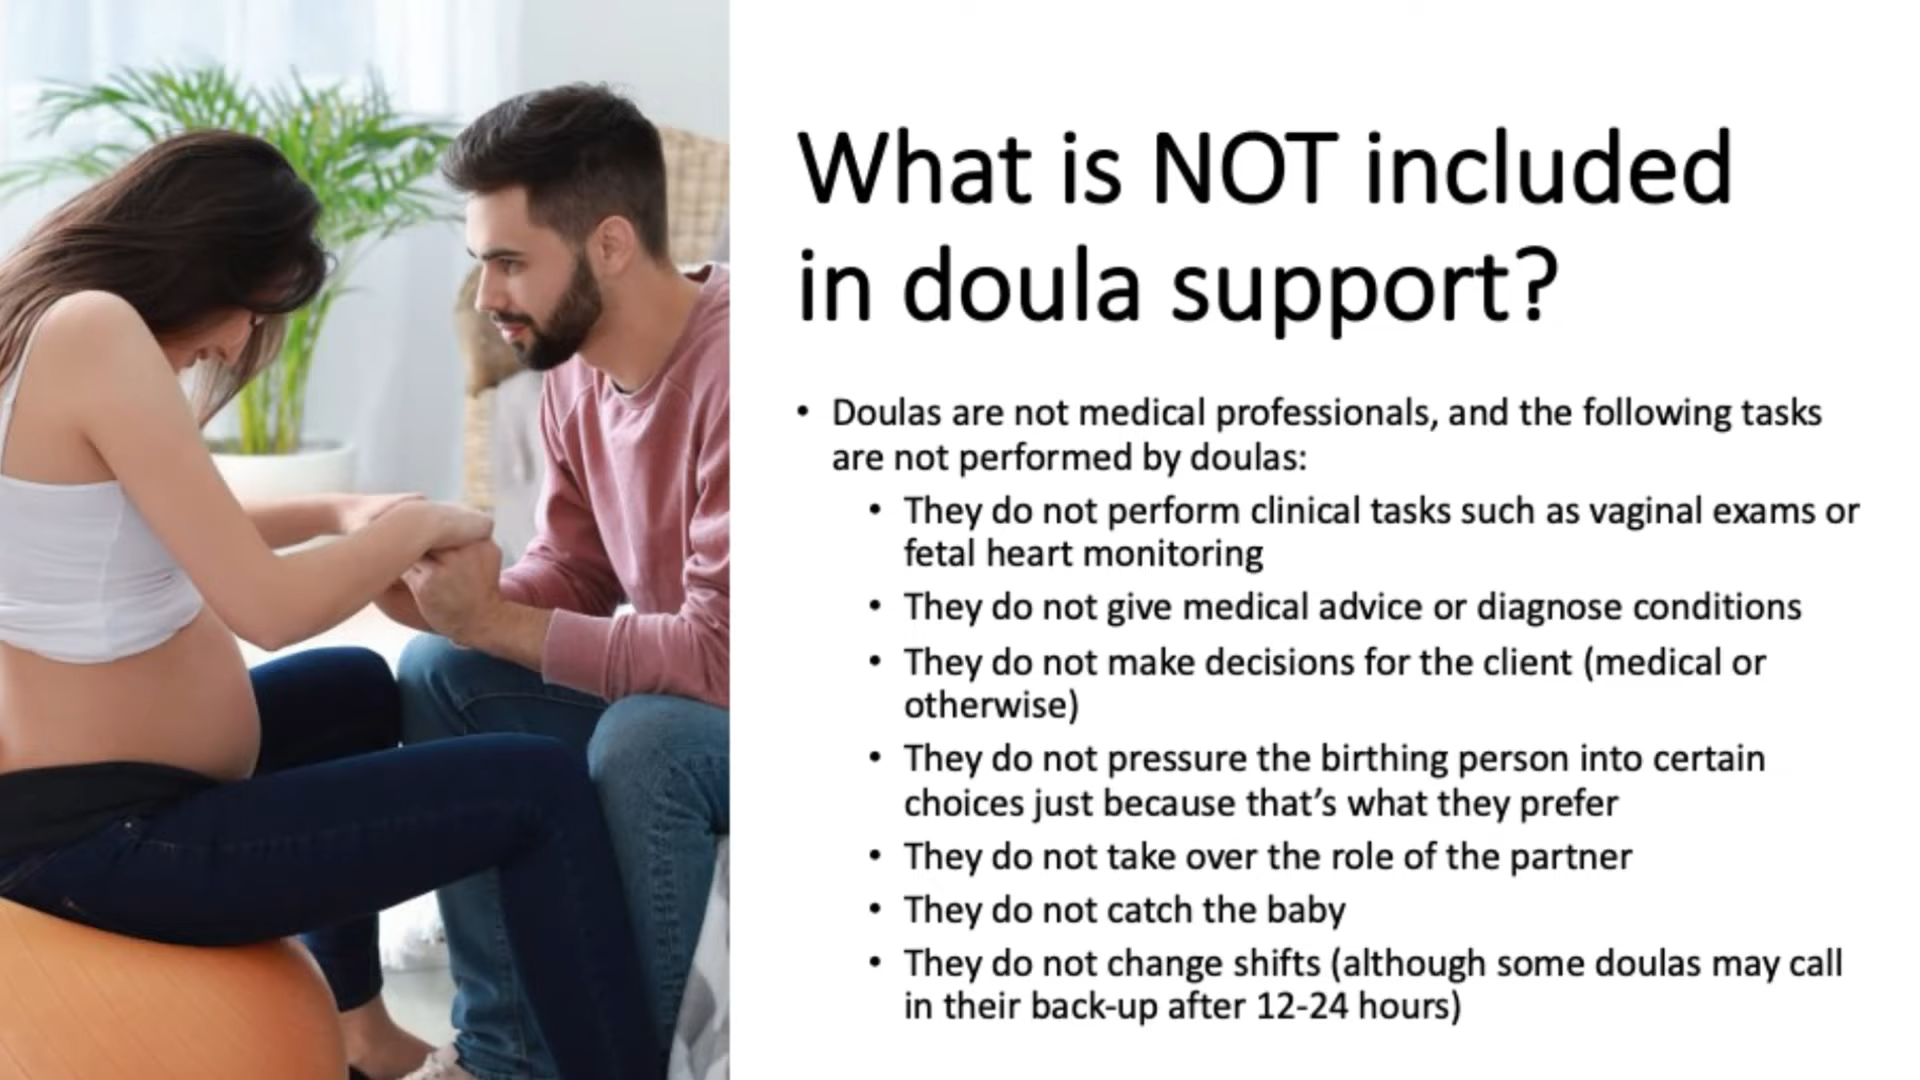 What is NOT included
in doula support?
• Doulas are not medical professionals, and the following tasks
are not performed by doulas:
• They do not perform clinical tasks such as vaginal exams or
fetal heart monitoring
• They do not give medical advice or diagnose conditions
• They do not make decisions for the client (medical or
otherwise)
• They do not pressure the birthing person into certain
choices just because that’s what they prefer
• They do not take over the role of the partner
• They do not catch the baby
• They do not change shifts (although some doulas may call
in their back-up after 12-24 hours)